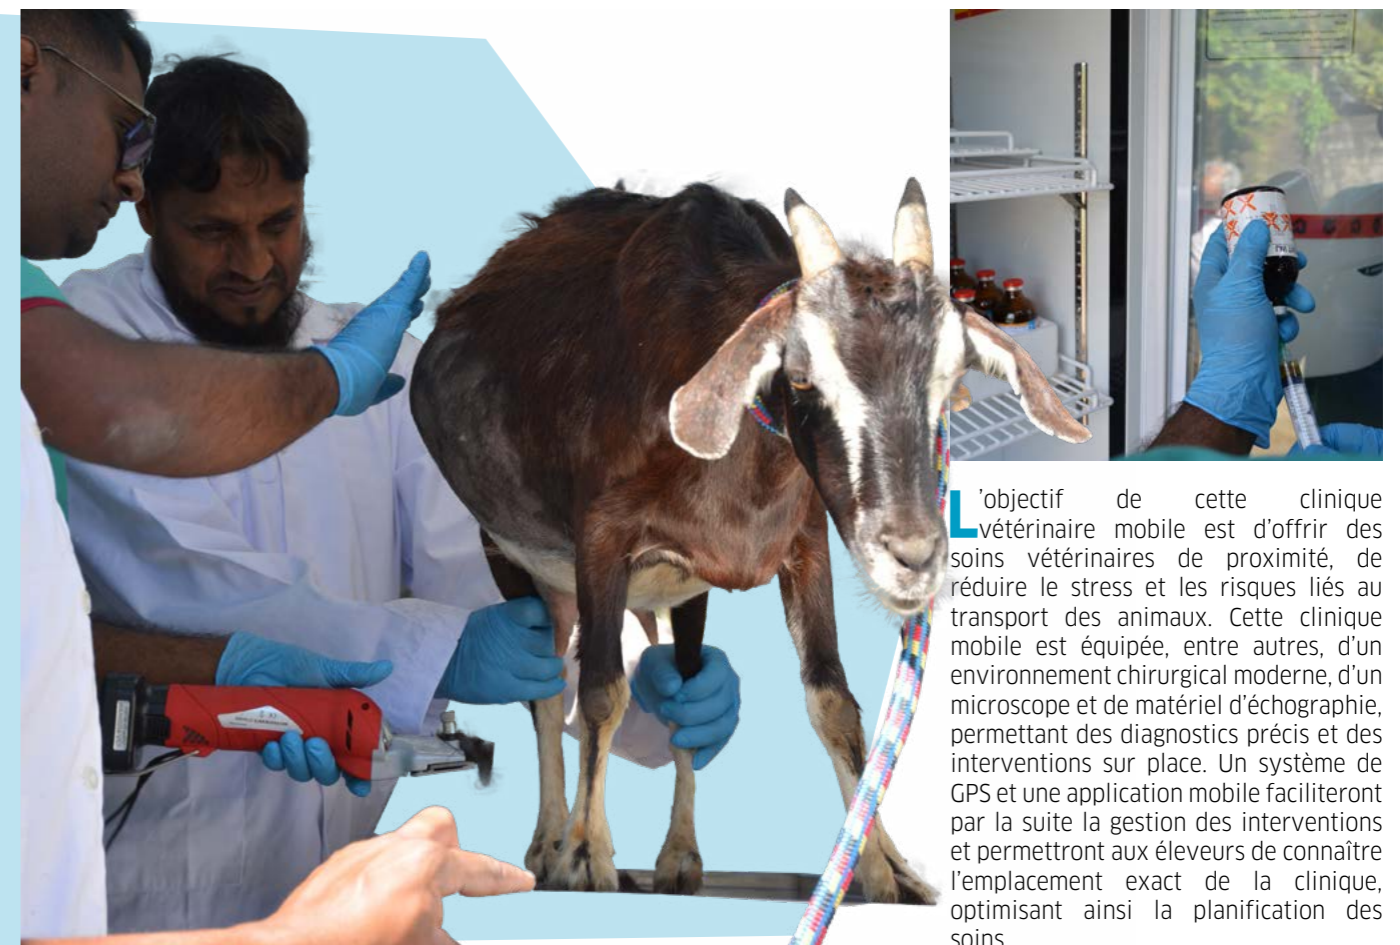 L'objectif de cette clinique
vétérinaire mobile est d'offrir des
soins vétérinaires de proximité, de
réduire le stress et les risques liés au
transport des animaux. Cette clinique
mobile est équipée, entre autres, d'un
environnement chirurgical moderne, d'un
microscope et de matériel d'échographie,
permettant des diagnostics précis et des
interventions sur place. Un système de
GPS et une application mobile faciliteront
par la suite la gestion des interventions
et permettront aux éleveurs de connaître
l'emplacement exact de la clinique,
optimisant ainsi la planification des
soins